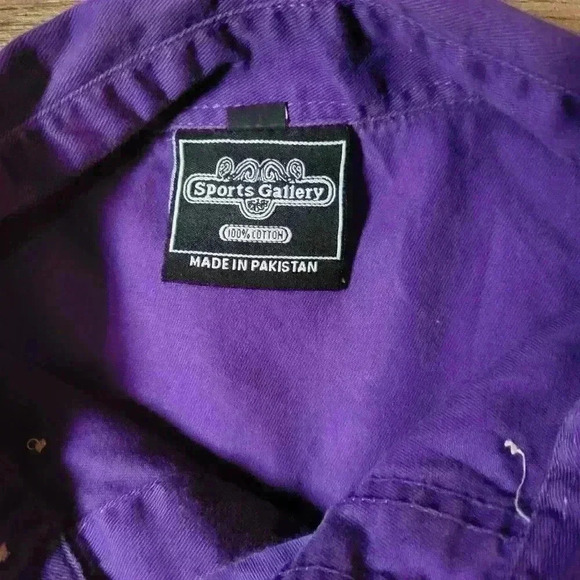 Sports Gallery
100% COTTON
MADE IN PAKISTAN